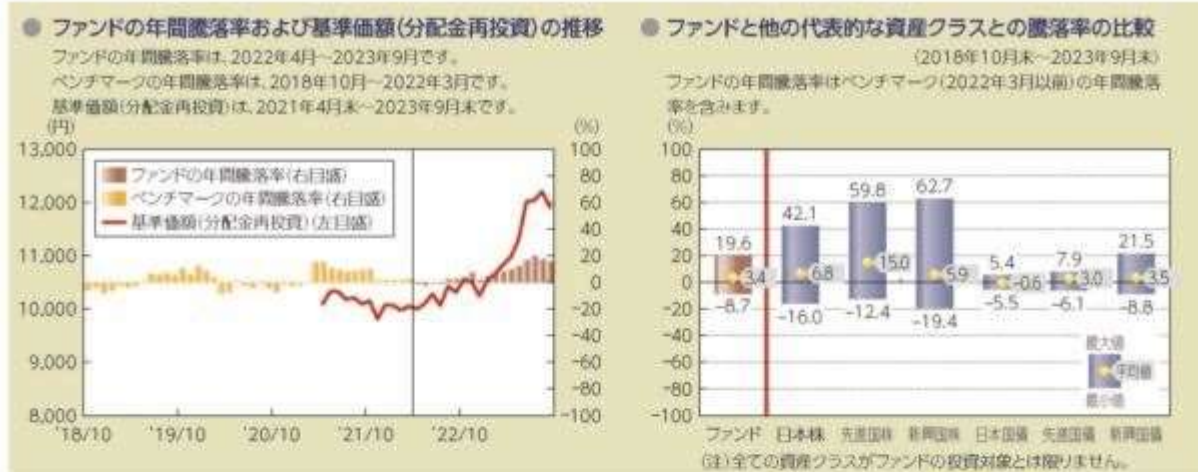 ● ファンドの年間騰落率および基準価額(分配金再投資)の推移
ファンドの年間騰落率は、2022年4月～2023年9月です。
ベンチマークの年間騰落率は、2018年10月～2022年3月です。
基準価額(分配金再投資)は、2021年4月末～2023年9月末です。
(円)
(%)
13,000
12,000
11,000
10,000
9,000
8,000
ファンドの年間騰落率(右目盛)
ベンチマークの年間騰落率(右目盛)
基準価額(分配金再投資)(左目盛)
100
80
60
40
20
0
-20
-40
-60
-80
-100
'18/10 '19/10 '20/10 '21/10 '22/10
● ファンドと他の代表的な資産クラスとの騰落率の比較
(2018年10月末～2023年9月末)
ファンドの年間騰落率はベンチマーク(2022年3月以前)の年間騰落
率を含みます。
(%)
100
80
60
40
20
0
-20
-40
-60
-80
-100
19.6 42.1 59.8 62.7 5.4 7.9 21.5
3.4 6.8 15.0 5.9 -0.6 3.0 3.5
-8.7 -16.0 -12.4 -19.4 -5.5 -6.1 -8.8
最大値
平均値
最小値
ファンド 日本株 先進国株 新興国株 日本国債 先進国債 新興国債
(注)全ての資産クラスがファンドの投資対象とは限りません。